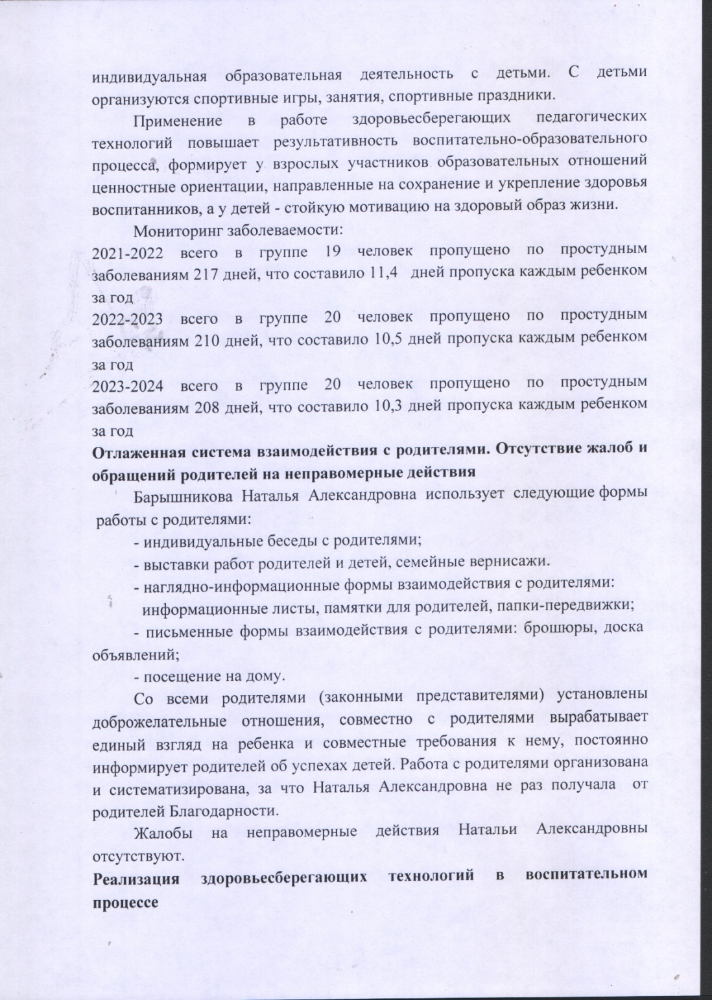 индивидуальная образовательная деятельность с детьми. С детьми
организуются спортивные игры, занятия, спортивные праздники.
Применение в работе здоровьесберегающих педагогических
технологий повышает результативность воспитательно-образовательного
процесса, формирует у взрослых участников образовательных отношений
ценностные ориентации, направленные на сохранение и укрепление здоровья
воспитанников, а у детей - стойкую мотивацию на здоровый образ жизни.
Мониторинг заболеваемости:
2021-2022 всего в группе 19 человек пропущено по простудным
заболеваниям 217 дней, что составило 11,4 дней пропуска каждым ребенком
за год
2022-2023 всего в группе 20 человек пропущено по простудным
заболеваниям 210 дней, что составило 10,5 дней пропуска каждым ребенком
за год
2023-2024 всего в группе 20 человек пропущено по простудным
заболеваниям 208 дней, что составило 10,3 дней пропуска каждым ребенком
за год
Отлаженная система взаимодействия с родителями. Отсутствие жалоб и
обращений родителей на неправомерные действия
Барышникова Наталья Александровна использует следующие формы
работы с родителями:
- индивидуальные беседы с родителями;
- выставки работ родителей и детей, семейные вернисажи.
- наглядно-информационные формы взаимодействия с родителями:
информационные листы, памятки для родителей, папки-передвижки;
- письменные формы взаимодействия с родителями: брошюры, доска
объявлений;
- посещение на дому.
Со всеми родителями (законными представителями) установлены
доброжелательные отношения, совместно с родителями вырабатывает
единый взгляд на ребенка и совместные требования к нему, постоянно
информирует родителей об успехах детей. Работа с родителями организована
и систематизирована, за что Наталья Александровна не раз получала от
родителей Благодарности.
Жалобы на неправомерные действия Натальи Александровны
отсутствуют.
Реализация здоровьесберегающих технологий в воспитательном
процессе